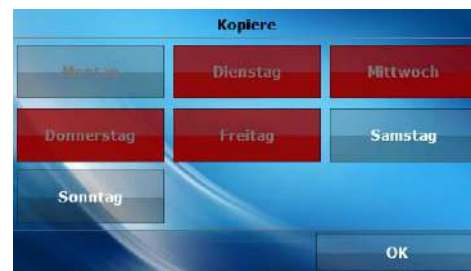 Kopiere
Montag Dienstag Mittwoch
Donnerstag Freitag Samstag
Sonntag
OK